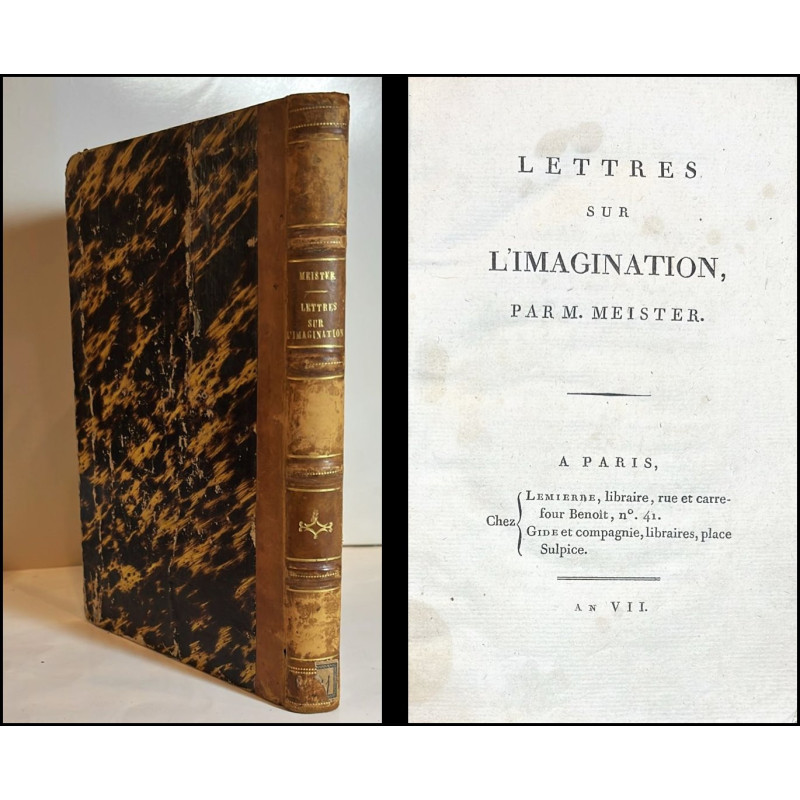 MEISTER
LETTRES
SUR
L'IMAGINATION
LETTRES
SUR
L'IMAGINATION,
PAR M. MEISTER.
A PARIS,
Chez
LEMIERRE, libraire, rue et carre-
four Benoît, nº. 41.
GIDE et compagnie, libraires, place
Sulpice.
AN VII.